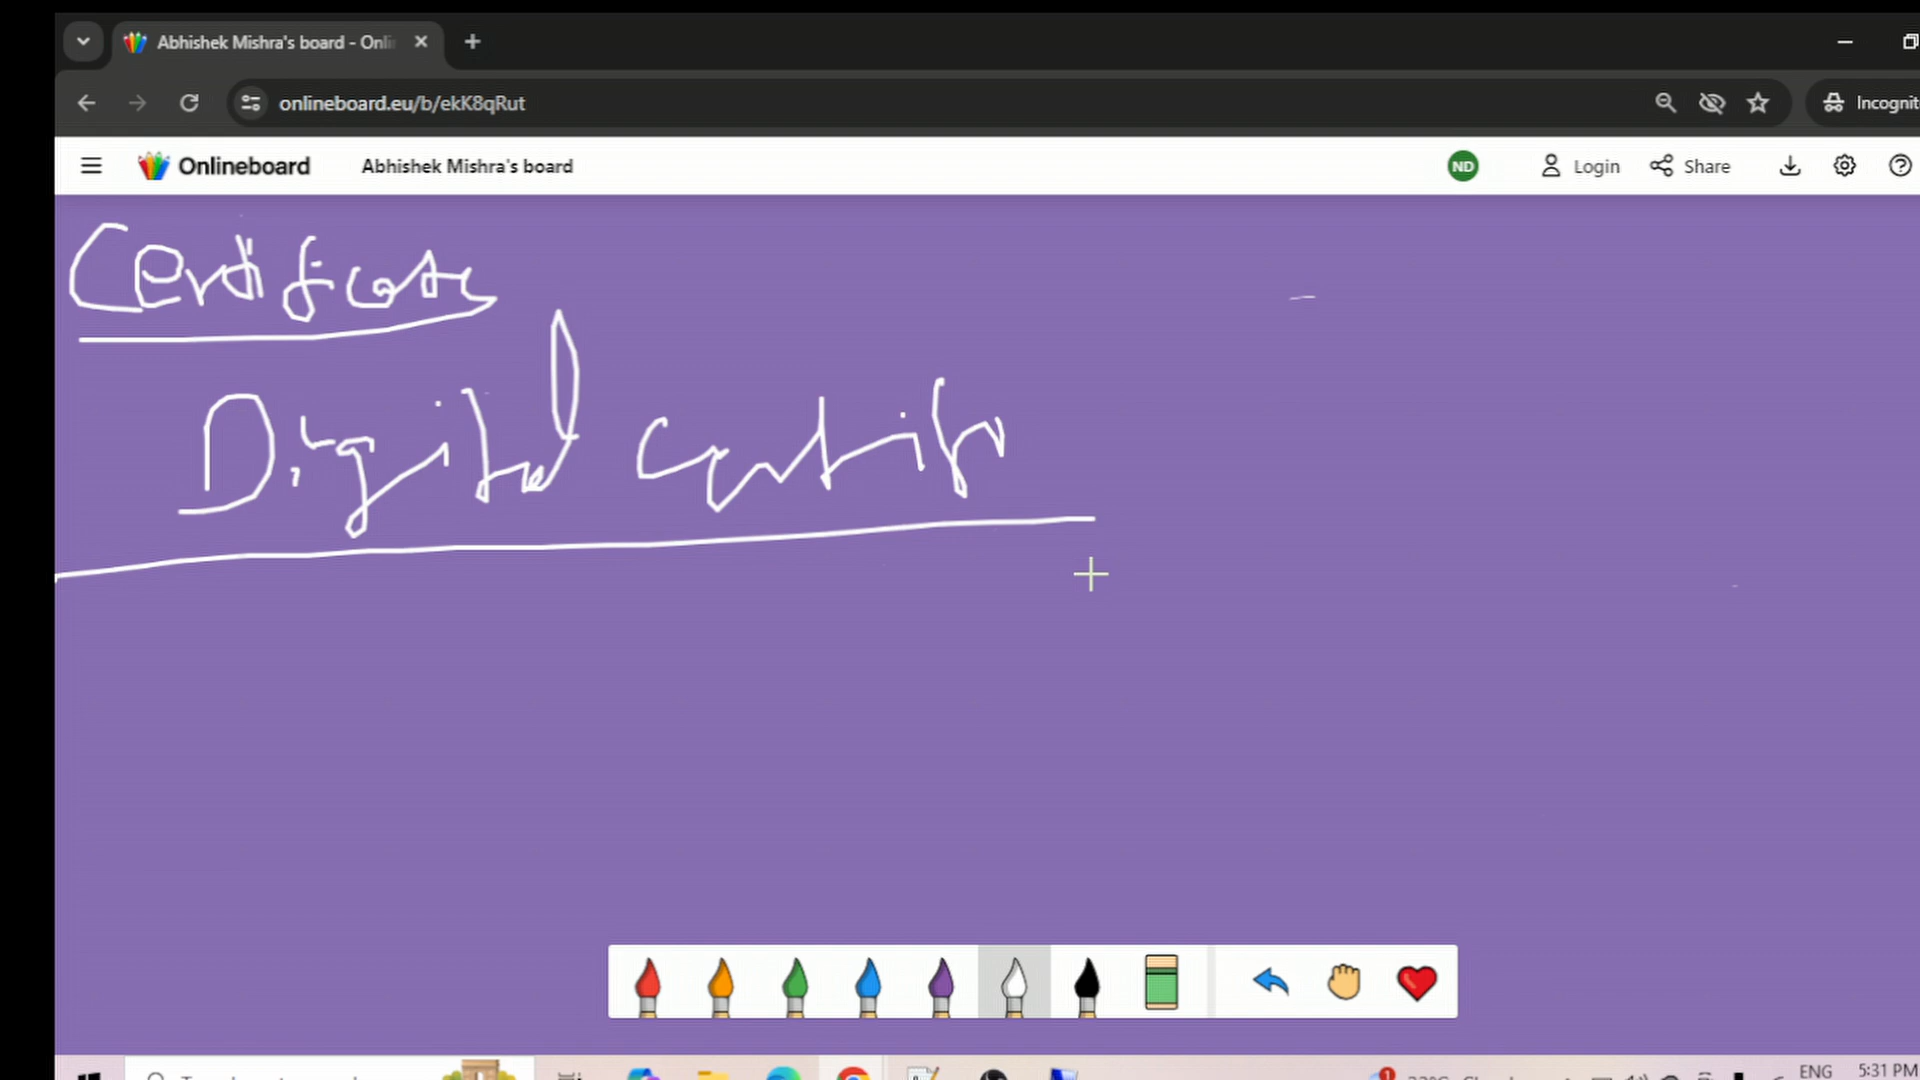 Abhishek Mishra's board - Onli
onlineboard.eu/b/ekK8qRut
Incognit
Onlineboard Abhishek Mishra's board ND Login Share
Certificate
Digital
ENG 5:31 PM